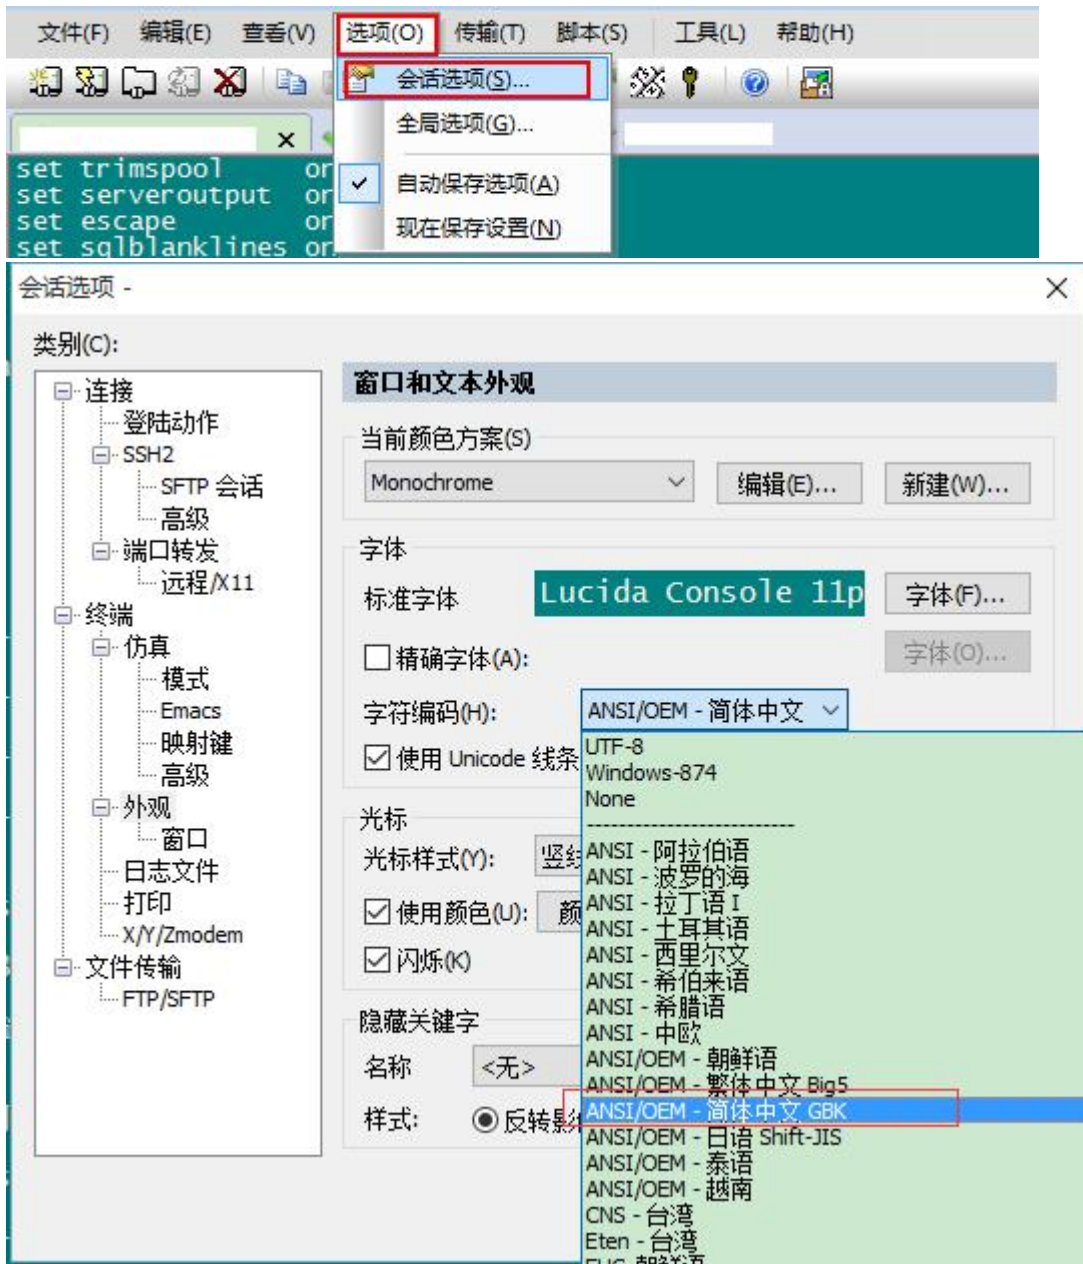 文件(F) 编辑(E) 查看(V) 选项(O) 传输(T) 脚本(S) 工具(L) 帮助(H)
会话选项(S)...
全局选项(G)...
自动保存选项(A)
现在保存设置(N)
set trimspool
set serveroutput
set escape
set sqlblanklines
会话选项 -
类别(C):
连接
登陆动作
SSH2
SFTP 会话
高级
端口转发
远程/X11
终端
仿真
模式
Emacs
映射键
高级
外观
窗口
日志文件
打印
X/Y/Zmodem
文件传输
FTP/SFTP
窗口和文本外观
当前颜色方案(S)
Monochrome 编辑(E)... 新建(W)...
字体
标准字体 Lucida Console 11p 字体(F)...
精确字体(A): 字体(O)...
字符编码(H): ANSI/OEM - 简体中文
使用 Unicode 线条
光标
光标样式(Y): 竖
使用颜色(U): 颜
闪烁(K)
隐藏关键字
名称 <无>
样式: 反转影
UTF-8
Windows-874
None
-------------------------
ANSI - 阿拉伯语
ANSI - 波罗的海
ANSI - 拉丁语 I
ANSI - 土耳其语
ANSI - 西里尔文
ANSI - 希伯来语
ANSI - 希腊语
ANSI - 中欧
ANSI/OEM - 朝鲜语
ANSI/OEM - 繁体中文 Big5
ANSI/OEM - 简体中文 GBK
ANSI/OEM - 日语 Shift-JIS
ANSI/OEM - 泰语
ANSI/OEM - 越南
CNS - 台湾
Eten - 台湾